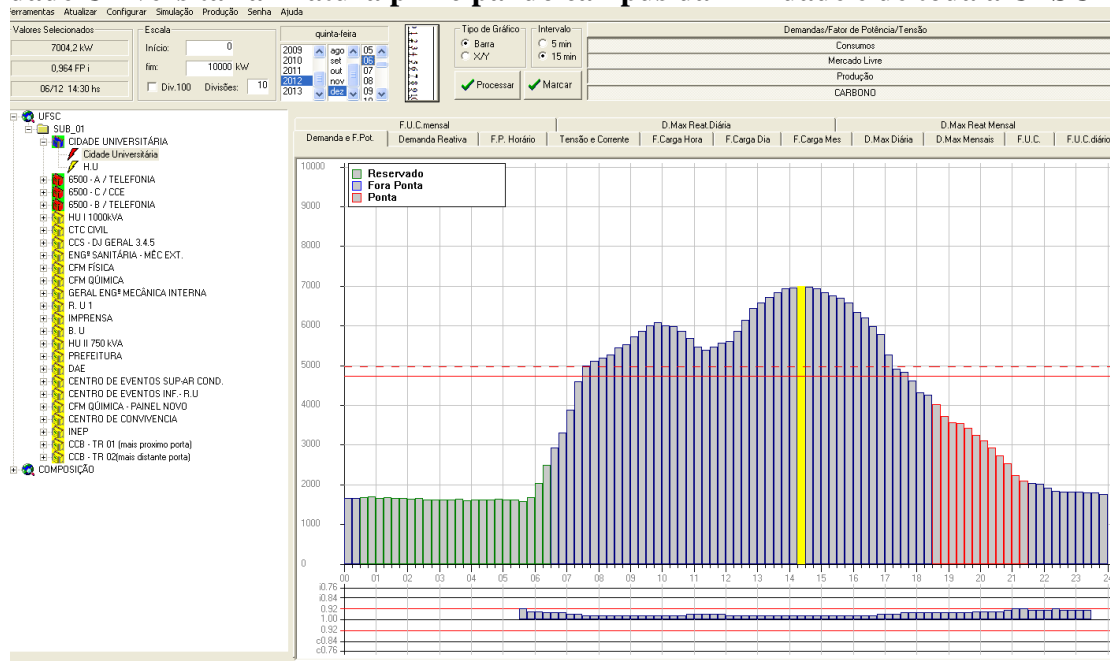 Ferramentas Atualizar Configurar Simulação Produção Senha Ajuda
Valores Selecionados
7004,2 kW
0,964 FP i
06/12 14:30 hs
Escala
Início: 0
fim: 10000 kW
Div.100 Divisões: 10
quinta-feira
2009 ago 05
2010 set 06
2011 out 07
2012 nov 08
2013 dez 09
Tipo de Gráfico
Barra
X/Y
Intervalo
5 min
15 min
Processar
Marcar
Demandas/Fator de Potência/Tensão
Consumos
Mercado Livre
Produção
CARBONO
UFSC
SUB_01
CIDADE UNIVERSITÁRIA
Cidade Universitária
H.U
6500 - A / TELEFONIA
6500 - C / CCE
6500 - B / TELEFONIA
HU I 1000kVA
CTC CIVIL
CCS - DJ GERAL 3.4.5
ENGª SANITÁRIA - MÊC EXT.
CFM FÍSICA
CFM QÚIMICA
GERAL ENGª MECÂNICA INTERNA
R. U 1
IMPRENSA
B. U
HU II 750 kVA
PREFEITURA
DAE
CENTRO DE EVENTOS SUP-AR COND.
CENTRO DE EVENTOS INF.- R.U
CFM QÚIMICA - PAINEL NOVO
CENTRO DE CONVIVENCIA
INEP
CCB - TR 01 (mais proximo porta)
CCB - TR 02(mais distante porta)
COMPOSIÇÃO
F.U.C.mensal D.Max Reat.Diária D.Max Reat Mensal
Demanda e F.Pot. Demanda Reativa F.P. Horário Tensão e Corrente F.Carga Hora F.Carga Dia F.Carga Mes D.Max Diária D.Max Mensais F.U.C. F.U.C.diário
Reservado
Fora Ponta
Ponta
10000
9000
8000
7000
6000
5000
4000
3000
2000
1000
0
00 01 02 03 04 05 06 07 08 09 10 11 12 13 14 15 16 17 18 19 20 21 22 23 24
i0.76
i0.84
0.92
1.00
0.92
c0.84
c0.76